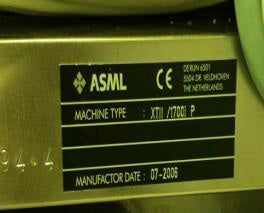 ASML
CE
DE RUN 6501
5504 DR VELDHOVEN
THE NETHERLANDS
MACHINE TYPE : XTII /1700i P
MANUFACTOR DATE : 07-2006
94-4